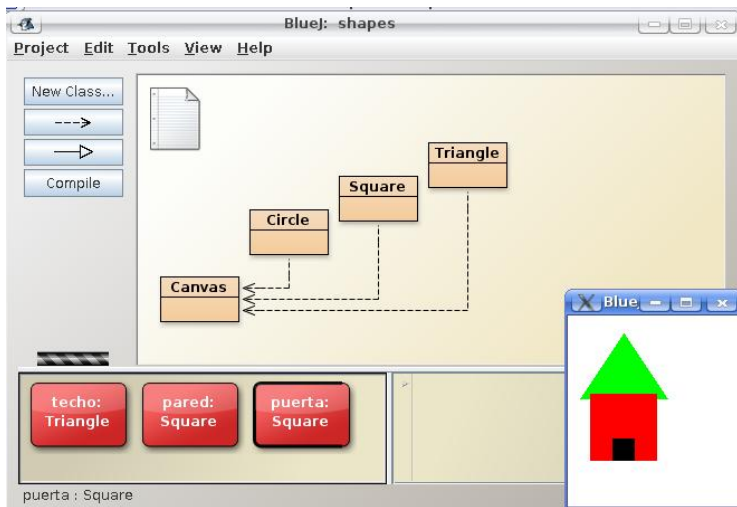 BlueJ: shapes
Project Edit Tools View Help
New Class...
Compile
Triangle
Square
Circle
Canvas
Blue
techo:
Triangle
pared:
Square
puerta:
Square
puerta : Square